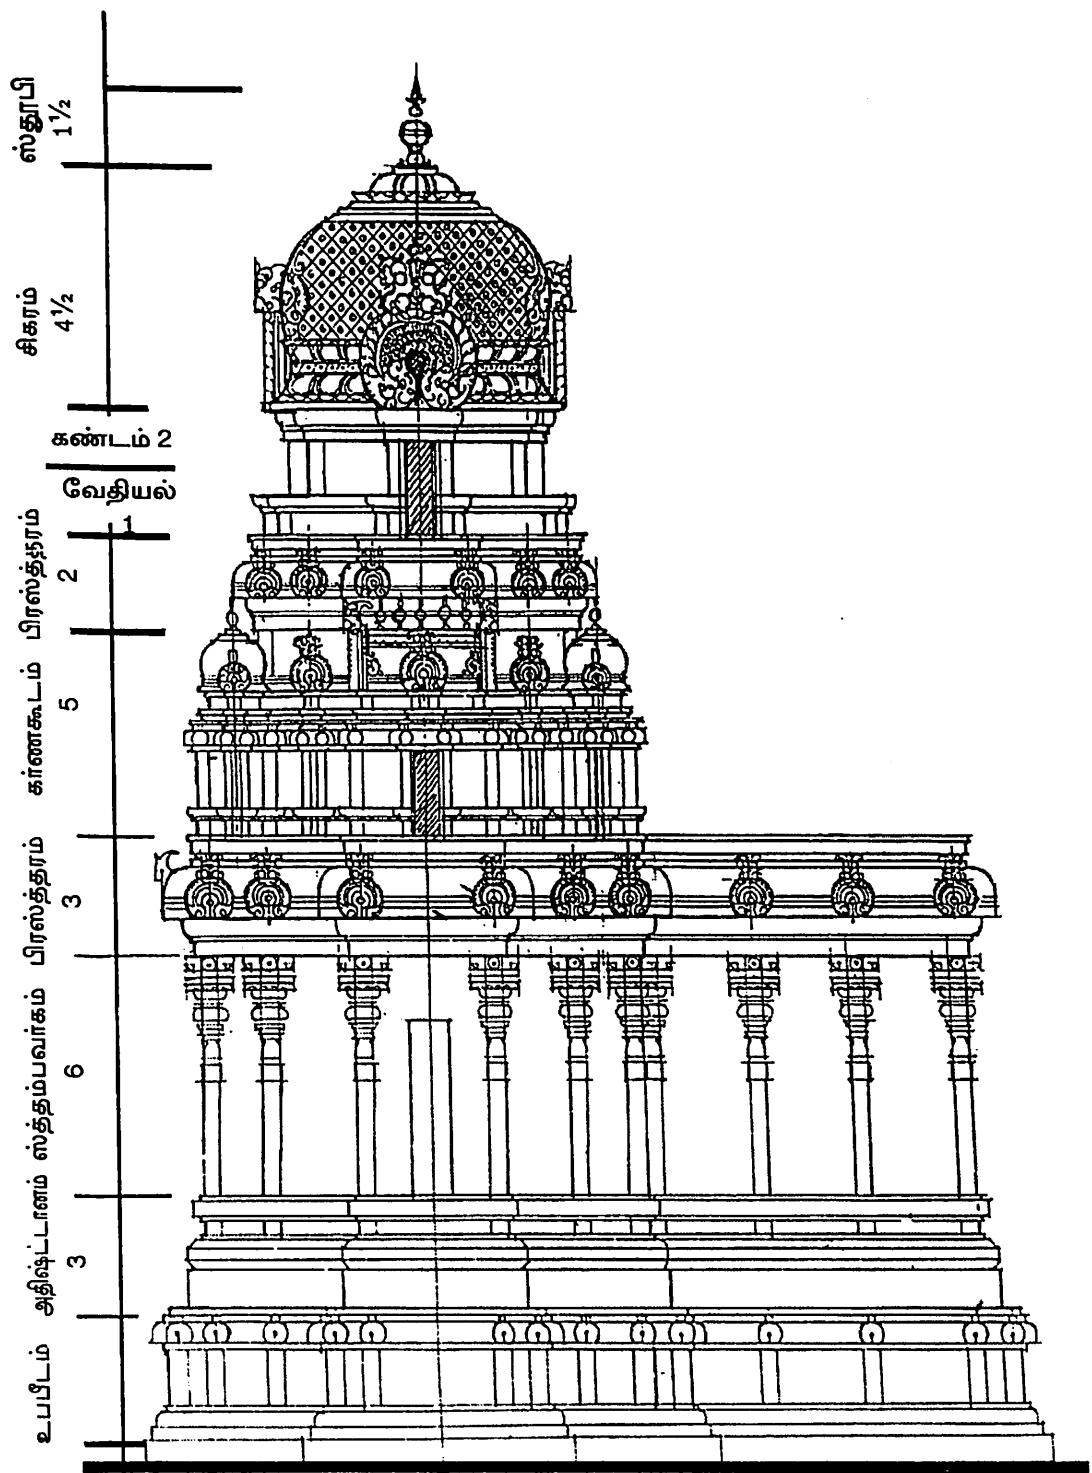 ஸ்தூபி
1½
சிகரம்
4½
கண்டம் 2
வேதியல்
1
பிரஸ்த்தரம்
2
கர்ணகூடம்
5
பிரஸ்த்தரம்
3
ஸ்த்தம்பவர்கம்
6
அதிஷ்ட்டானம்
3
உபபீடம்